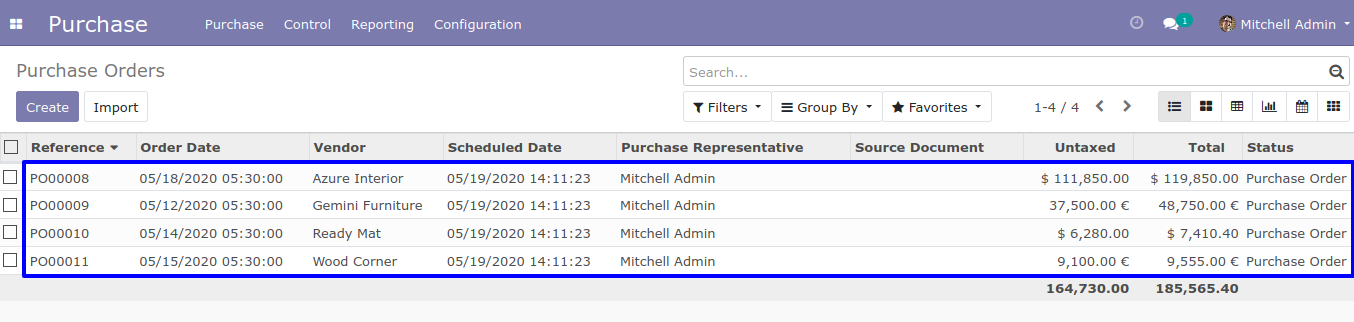 Purchase Purchase Control Reporting Configuration 1 Mitchell Admin
Purchase Orders Search...
Create Import Filters Group By Favorites 1-4 / 4
Reference Order Date Vendor Scheduled Date Purchase Representative Source Document Untaxed Total Status
PO00008 05/18/2020 05:30:00 Azure Interior 05/19/2020 14:11:23 Mitchell Admin $ 111,850.00 $ 119,850.00 Purchase Order
PO00009 05/12/2020 05:30:00 Gemini Furniture 05/19/2020 14:11:23 Mitchell Admin 37,500.00 € 48,750.00 € Purchase Order
PO00010 05/14/2020 05:30:00 Ready Mat 05/19/2020 14:11:23 Mitchell Admin $ 6,280.00 $ 7,410.40 Purchase Order
PO00011 05/15/2020 05:30:00 Wood Corner 05/19/2020 14:11:23 Mitchell Admin 9,100.00 € 9,555.00 € Purchase Order
164,730.00 185,565.40